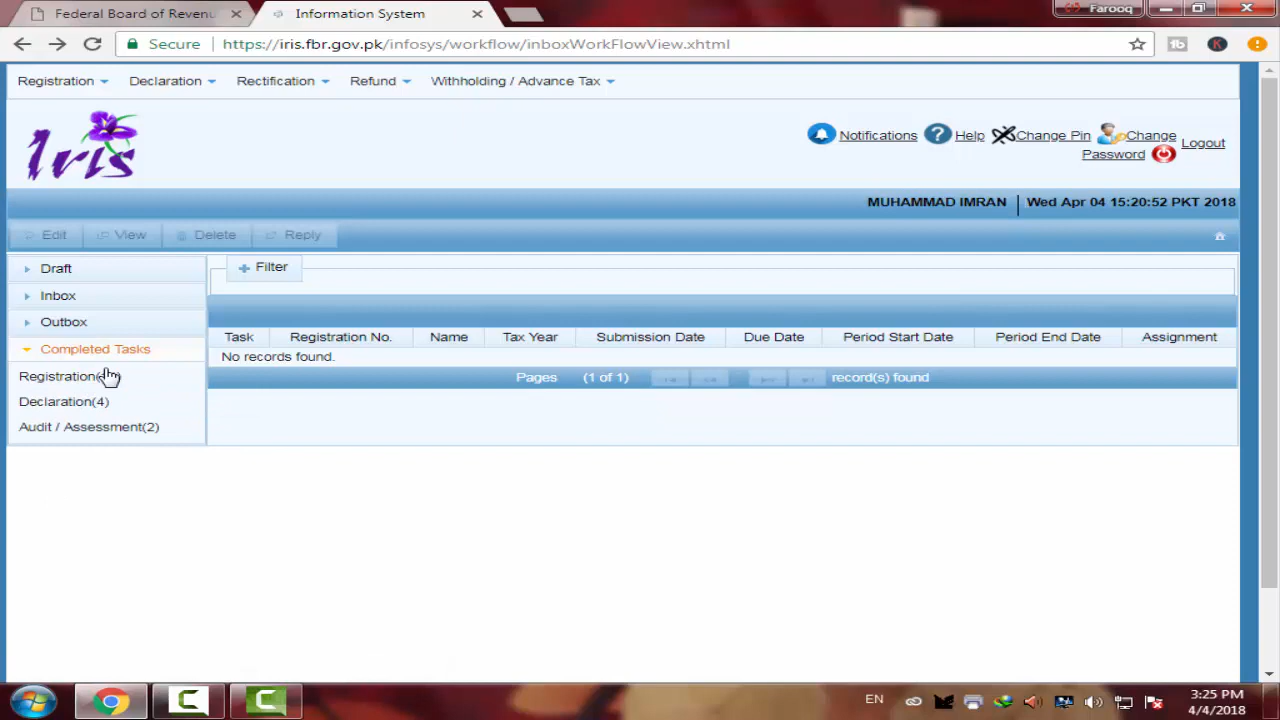 Federal Board of Revenu
Information System
Farooq
Secure
https://iris.fbr.gov.pk/infosys/workflow/inboxWorkFlowView.xhtml
Registration Declaration Rectification Refund Withholding / Advance Tax
Iris
Notifications Help Change Pin Change Password Logout
MUHAMMAD IMRAN Wed Apr 04 15:20:52 PKT 2018
Edit View Delete Reply
Draft
Inbox
Outbox
Completed Tasks
Registration(
Declaration(4)
Audit / Assessment(2)
Filter
Task Registration No. Name Tax Year Submission Date Due Date Period Start Date Period End Date Assignment
No records found.
Pages (1 of 1) record(s) found
EN
3:25 PM
4/4/2018